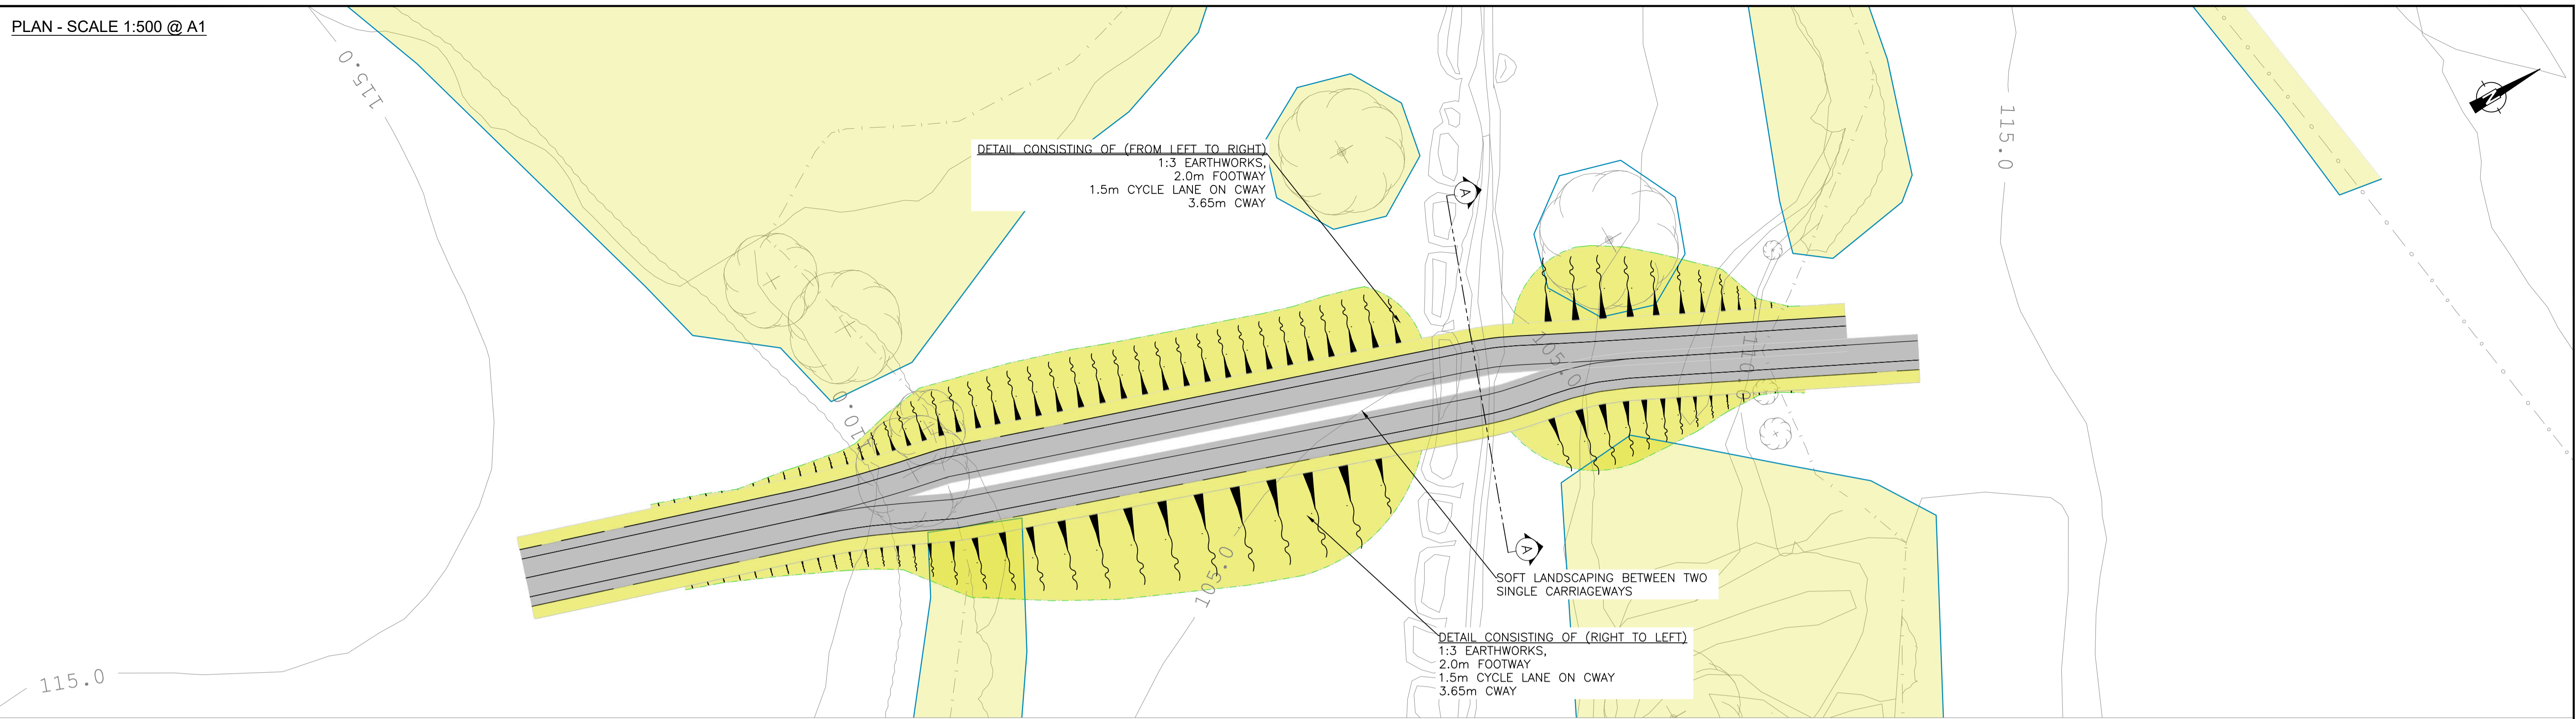 PLAN - SCALE 1:500 @ A1
115.0
N
115.0
DETAIL CONSISTING OF (FROM LEFT TO RIGHT)
1:3 EARTHWORKS,
2.0m FOOTWAY
1.5m CYCLE LANE ON CWAY
3.65m CWAY
A
105.0
110.0
110.0
A
105.0
SOFT LANDSCAPING BETWEEN TWO
SINGLE CARRIAGEWAYS
DETAIL CONSISTING OF (RIGHT TO LEFT)
1:3 EARTHWORKS,
2.0m FOOTWAY
1.5m CYCLE LANE ON CWAY
3.65m CWAY
115.0